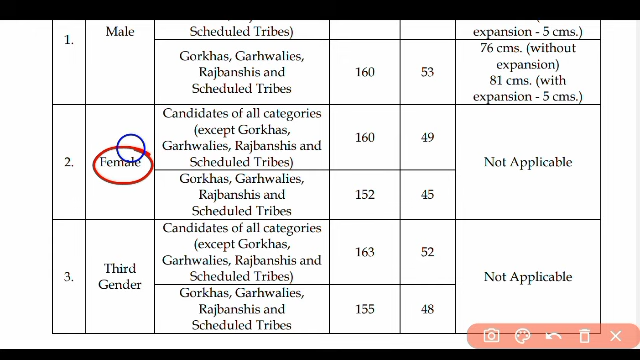 Scheduled Tribes)
expansion - 5 cms.)
1.
Male
Gorkhas, Garhwalies,
Rajbanshis and
Scheduled Tribes
160
53
76 cms. (without
expansion)
81 cms. (with
expansion - 5 cms.)
2.
Female
Candidates of all categories
(except Gorkhas,
Garhwalies, Rajbanshis and
Scheduled Tribes)
160
49
Not Applicable
Gorkhas, Garhwalies,
Rajbanshis and
Scheduled Tribes
152
45
3.
Third
Gender
Candidates of all categories
(except Gorkhas,
Garhwalies, Rajbanshis and
Scheduled Tribes)
163
52
Not Applicable
Gorkhas, Garhwalies,
Rajbanshis and
Scheduled Tribes
155
48